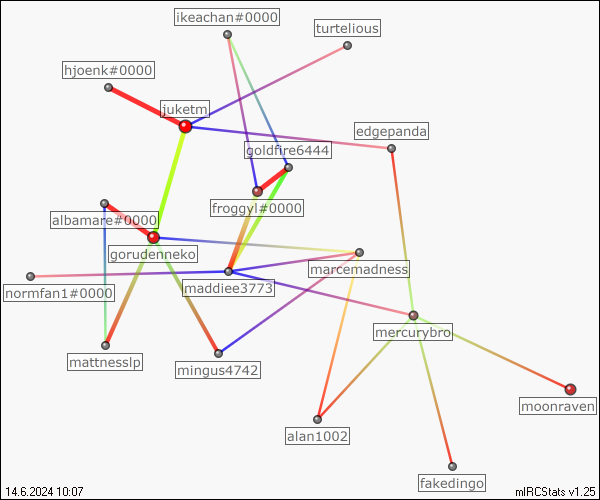 ikeachan#0000
turtelious
hjoenk#0000
juketm
edgepanda
goldfire6444
froggyl#0000
albamare#0000
gorudenneko
marcemadness
normfan1#0000
maddiee3773
mercurybro
mattnesslp
mingus4742
moonraven
alan1002
fakedingo
14.6.2024 10:07
mIRCStats v1.25